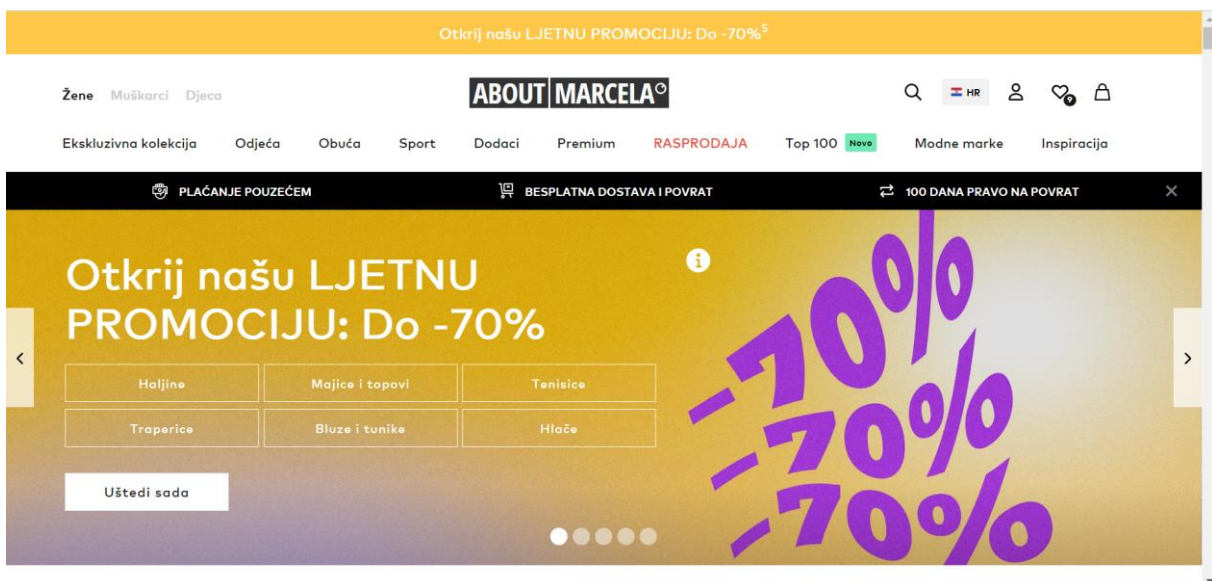 Otkrij našu LJETNU PROMOCIJU: Do -70%⁵
Žene Muškarci Djeca
ABOUT MARCELA°
HR
9
Ekskluzivna kolekcija Odjeća Obuća Sport Dodaci Premium RASPRODAJA Top 100 Novo Modne marke Inspiracija
PLAĆANJE POUZEĆEM BESPLATNA DOSTAVA I POVRAT 100 DANA PRAVO NA POVRAT
Otkrij našu LJETNU
PROMOCIJU: Do -70%
Haljine Majice i topovi Tenisice
Traperice Bluze i tunike Hlače
Uštedi sada
-70%
-70%
-70%